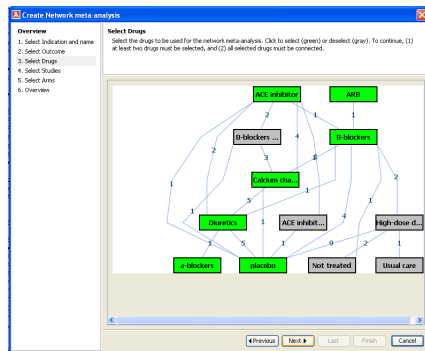 Create Network meta-analysis
Overview
1. Select Indication and name
2. Select Outcome
3. Select Drugs
4. Select Studies
5. Select Arms
6. Overview
Select Drugs
Select the drugs to be used for the network meta-analysis. Click to select (green) or deselect (gray). To continue, (1)
at least two drugs must be selected, and (2) all selected drugs must be connected.
ACE inhibitor
ARB
2
1
1
B-blockers ...
4
B-blockers
2
3
1
Calcium cha...
2
1
5
1
1
1
4
Diuretics
1
ACE inhibit...
High-dose d...
1
5
1
9
2
1
a-blockers
placebo
Not treated
Usual care
Previous
Next
Last
Finish
Cancel